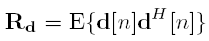 R_d = E{d[n]d^H[n]}